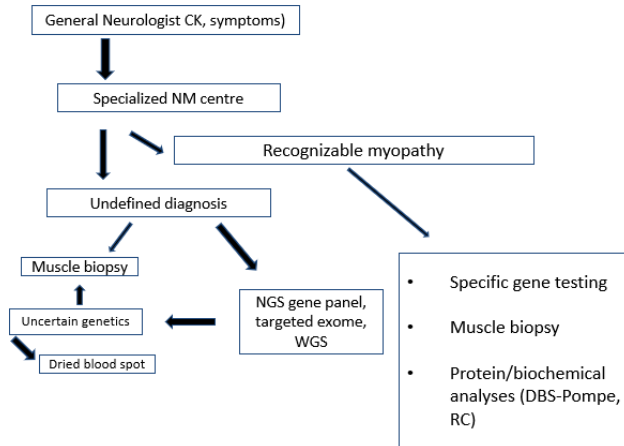 General Neurologist CK, symptoms)
Specialized NM centre
Recognizable myopathy
Undefined diagnosis
Muscle biopsy
NGS gene panel,
targeted exome,
WGS
Uncertain genetics
Dried blood spot
• Specific gene testing
• Muscle biopsy
• Protein/biochemical
analyses (DBS-Pompe,
RC)